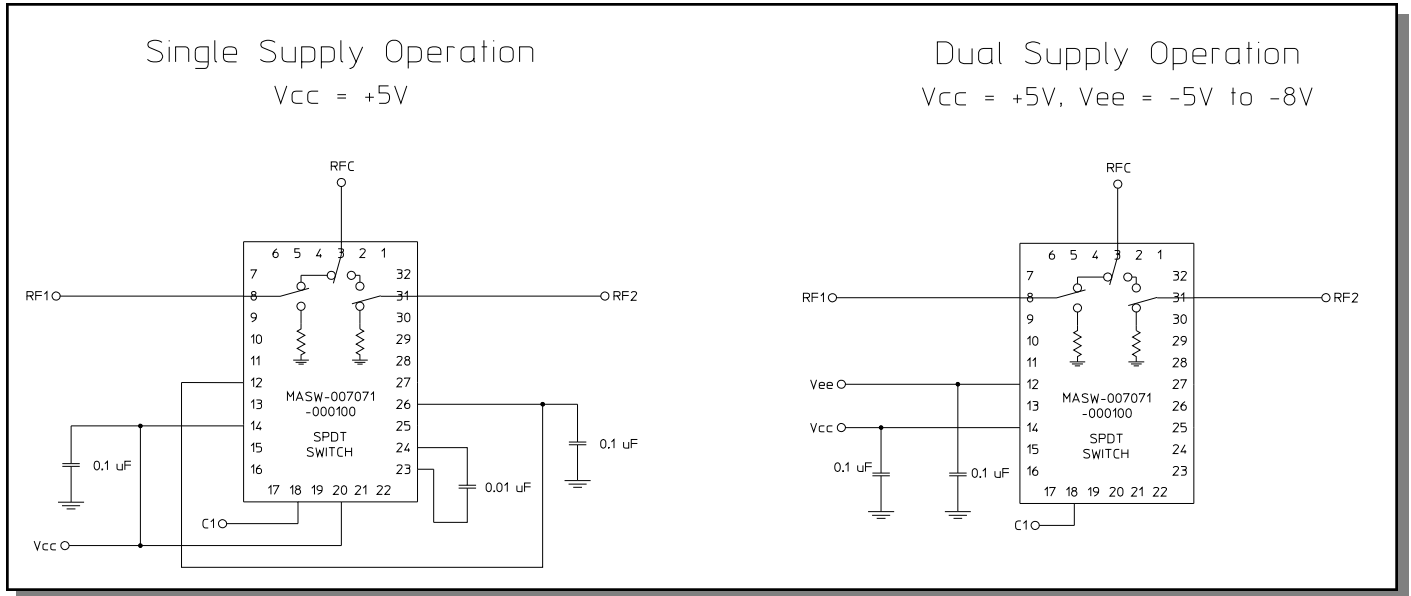 Single Supply Operation
Vcc = +5V
RFC
6 5 4 3 2 1
7 32
RF1 8 31 RF2
9 30
10 29
11 28
12 27
MASW-007071
13 26
-000100
14 25
0.1 uF
SPDT
15 24
SWITCH
0.1 uF
16 23
0.01 uF
17 18 19 20 21 22
C1
Vcc
Dual Supply Operation
Vcc = +5V, Vee = -5V to -8V
RFC
6 5 4 3 2 1
7 32
RF1 8 31 RF2
9 30
10 29
11 28
Vee 12 27
MASW-007071
13 26
-000100
Vcc 14 25
SPDT
15 24
SWITCH
0.1 uF 0.1 uF 16 23
17 18 19 20 21 22
C1